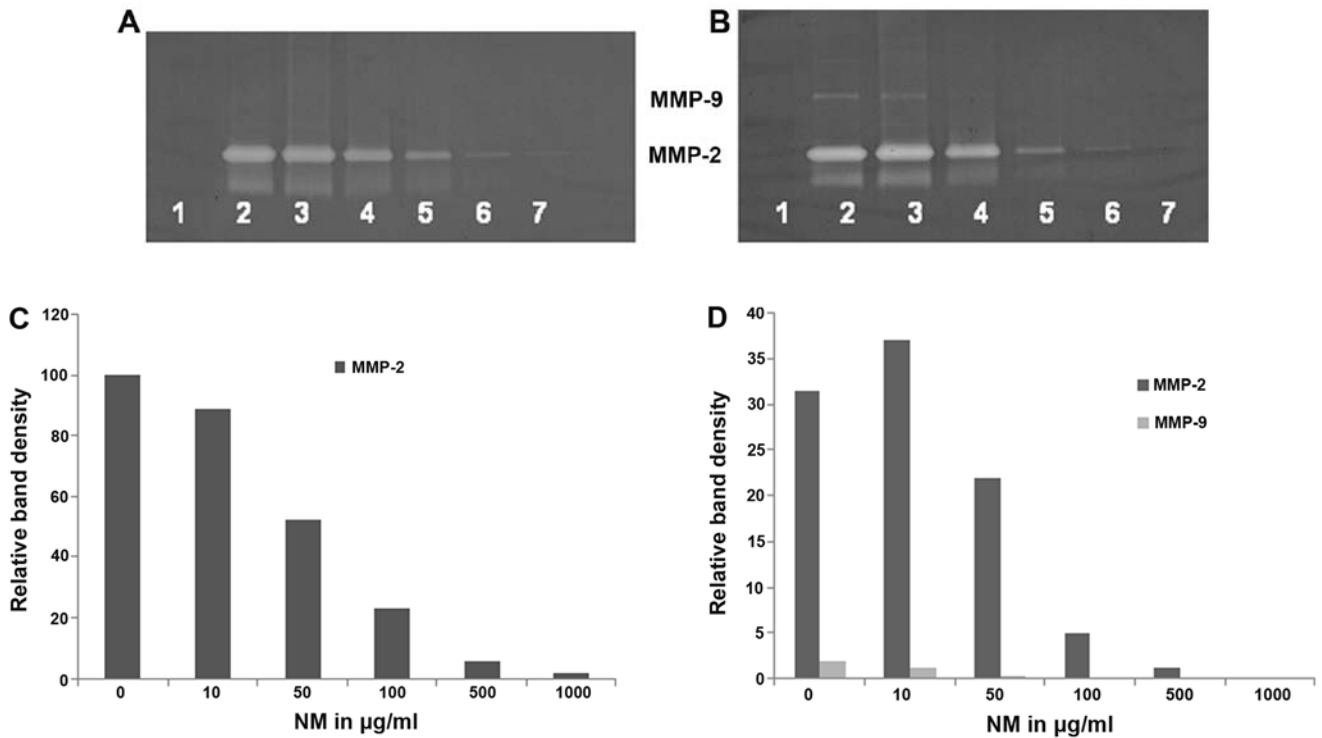 A
B
MMP-9
MMP-2
1 2 3 4 5 6 7
1 2 3 4 5 6 7
C
120
100
80
60
40
20
0
Relative band density
MMP-2
0 10 50 100 500 1000
NM in µg/ml
D
40
35
30
25
20
15
10
5
0
Relative band density
MMP-2
MMP-9
0 10 50 100 500 1000
NM in µg/ml